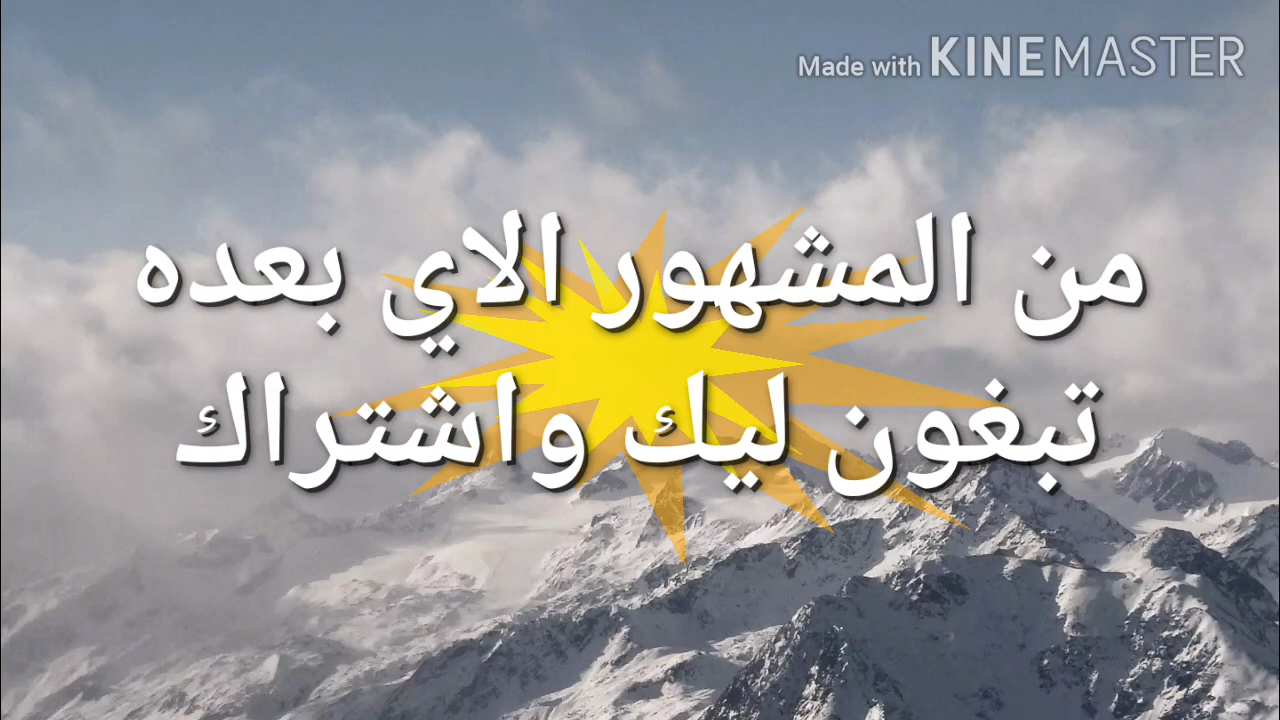 Made with KINEMASTER
من المشهور الاي بعده
تبغون ليك واشتراك